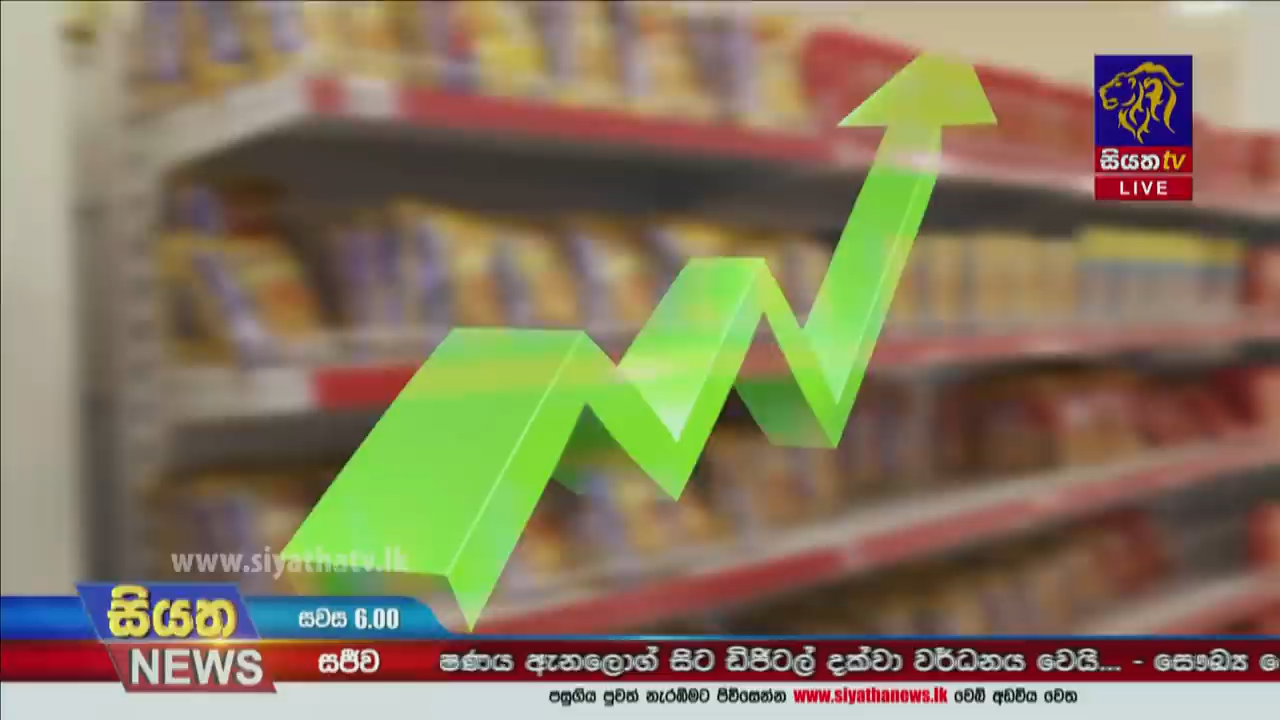 සියත tv
LIVE
www.siyathatv.lk
සියත
සවස 6.00
NEWS
සජීව
ෂණය ඇනලොග් සිට ඩිජිටල් දක්වා වර්ධනය වෙයි... - සෞඛ්‍ය
පසුගිය පුවත් නැරඹීමට පිවිසෙන්න www.siyathanews.lk වෙබ් අඩවිය වෙත